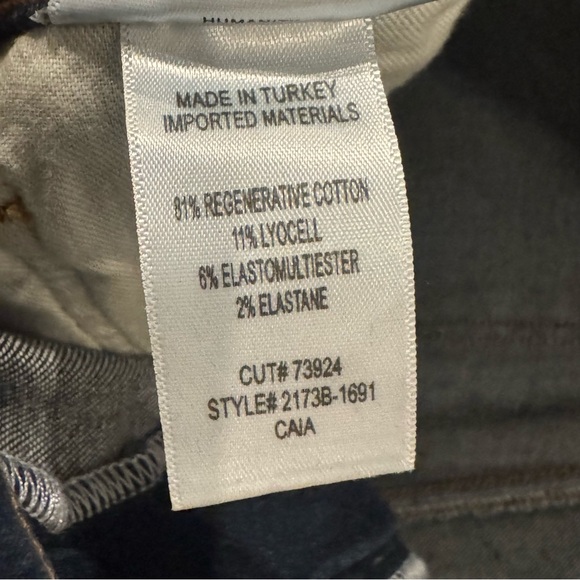 MADE IN TURKEY
IMPORTED MATERIALS
81% REGENERATIVE COTTON
11% LYOCELL
6% ELASTOMULTIESTER
2% ELASTANE
CUT# 73924
STYLE# 2173B-1691
CAIA